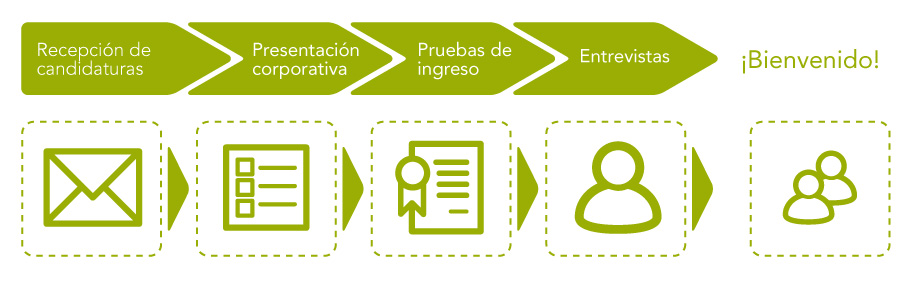 Recepción de
candidaturas
Presentación
corporativa
Pruebas de
ingreso
Entrevistas
¡Bienvenido!